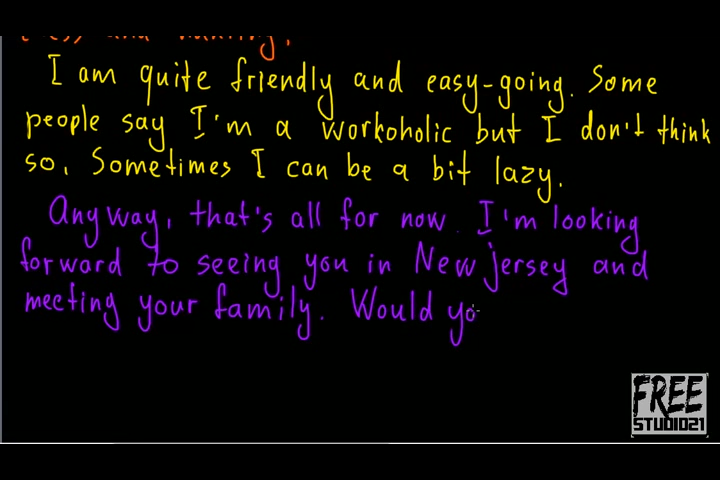 and
I am quite friendly and easy-going. Some
people say I'm a workoholic but I don't think
so. Sometimes I can be a bit lazy.
Anyway, that's all for now. I'm looking
forward to seeing you in New jersey and
meeting your family. Would yo
FREE
STUDIO21